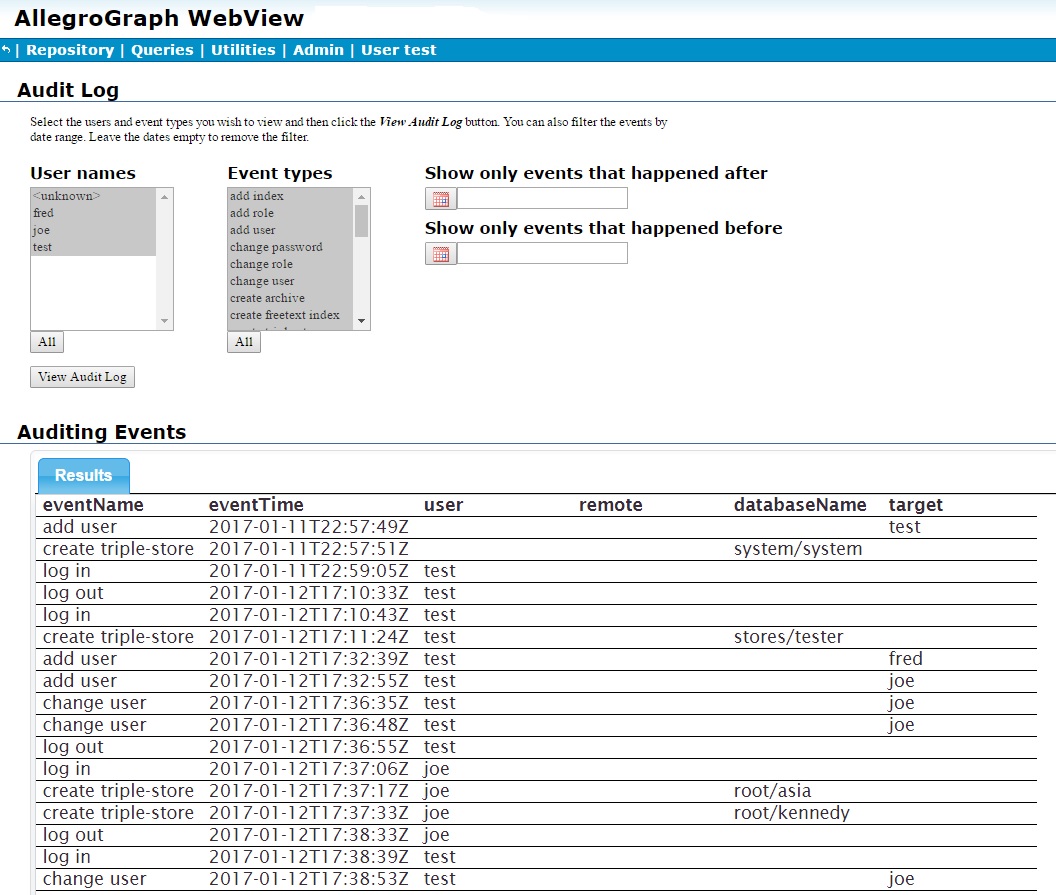 AllegroGraph WebView
| Repository | Queries | Utilities | Admin | User test
Audit Log
Select the users and event types you wish to view and then click the View Audit Log button. You can also filter the events by
date range. Leave the dates empty to remove the filter.
User names
<unknown>
fred
joe
test
All
Event types
add index
add role
add user
change password
change role
change user
create archive
create freetext index
All
Show only events that happened after
Show only events that happened before
View Audit Log
Auditing Events
Results
eventName eventTime user remote databaseName target
add user 2017-01-11T22:57:49Z test
create triple-store 2017-01-11T22:57:51Z system/system
log in 2017-01-11T22:59:05Z test
log out 2017-01-12T17:10:33Z test
log in 2017-01-12T17:10:43Z test
create triple-store 2017-01-12T17:11:24Z test stores/tester
add user 2017-01-12T17:32:39Z test fred
add user 2017-01-12T17:32:55Z test joe
change user 2017-01-12T17:36:35Z test joe
change user 2017-01-12T17:36:48Z test joe
log out 2017-01-12T17:36:55Z test
log in 2017-01-12T17:37:06Z joe
create triple-store 2017-01-12T17:37:17Z joe root/asia
create triple-store 2017-01-12T17:37:33Z joe root/kennedy
log out 2017-01-12T17:38:33Z joe
log in 2017-01-12T17:38:39Z test
change user 2017-01-12T17:38:53Z test joe